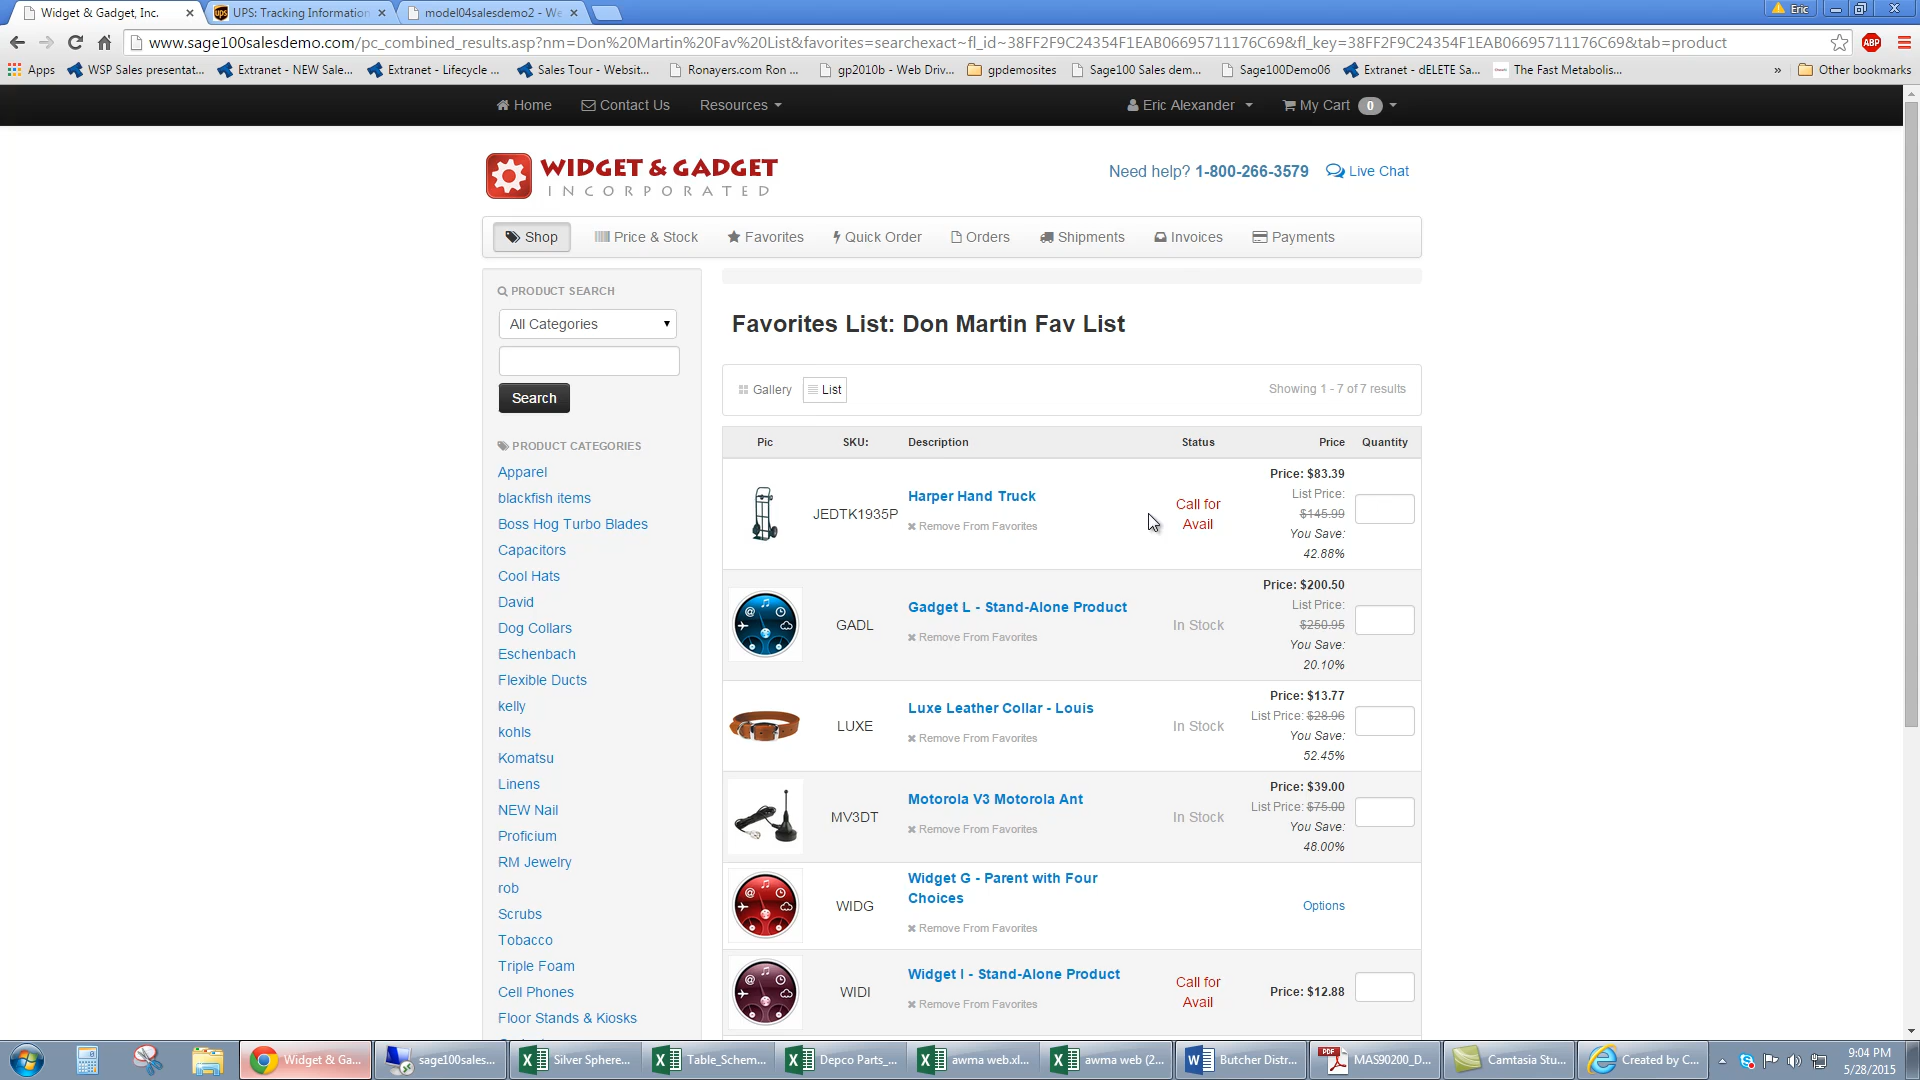 Widget & Gadget, Inc.
UPS: Tracking Information
model04salesdemo2 - We
Eric
www.sage100salesdemo.com/pc_combined_results.asp?nm=Don%20Martin%20Fav%20List&favorites=searchexact~fl_id~38FF2F9C24354F1EAB06695711176C69&fl_key=38FF2F9C24354F1EAB06695711176C69&tab=product
ABP
Apps
WSP Sales presentat...
Extranet - NEW Sale...
Extranet - Lifecycle ...
Sales Tour - Websit...
Ronayers.com Ron ...
gp2010b - Web Driv...
gpdemosites
Sage100 Sales dem...
Sage100Demo06
Extranet - dELETE Sa...
The Fast Metabolis...
» Other bookmarks
Home
Contact Us
Resources
Eric Alexander
My Cart 0
WIDGET & GADGET
INCORPORATED
Need help? 1-800-266-3579
Live Chat
Shop
Price & Stock
Favorites
Quick Order
Orders
Shipments
Invoices
Payments
PRODUCT SEARCH
All Categories
Search
PRODUCT CATEGORIES
Apparel
blackfish items
Boss Hog Turbo Blades
Capacitors
Cool Hats
David
Dog Collars
Eschenbach
Flexible Ducts
kelly
kohls
Komatsu
Linens
NEW Nail
Proficium
RM Jewelry
rob
Scrubs
Tobacco
Triple Foam
Cell Phones
Floor Stands & Kiosks
Favorites List: Don Martin Fav List
Gallery
List
Showing 1 - 7 of 7 results
Pic SKU: Description Status Price Quantity
JEDTK1935P
Harper Hand Truck
Remove From Favorites
Call for
Avail
Price: $83.39
List Price:
$145.99
You Save:
42.88%
GADL
Gadget L - Stand-Alone Product
Remove From Favorites
In Stock
Price: $200.50
List Price:
$250.95
You Save:
20.10%
LUXE
Luxe Leather Collar - Louis
Remove From Favorites
In Stock
Price: $13.77
List Price: $28.96
You Save:
52.45%
MV3DT
Motorola V3 Motorola Ant
Remove From Favorites
In Stock
Price: $39.00
List Price: $75.00
You Save:
48.00%
WIDG
Widget G - Parent with Four
Choices
Remove From Favorites
Options
WIDI
Widget I - Stand-Alone Product
Remove From Favorites
Call for
Avail
Price: $12.88
Widget & Ga...
sage100sales...
Silver Sphere...
Table_Schem...
Depco Parts_...
awma web.xl...
awma web (2...
Butcher Distr...
MAS90200_D...
Camtasia Stu...
Created by C...
9:04 PM
5/28/2015